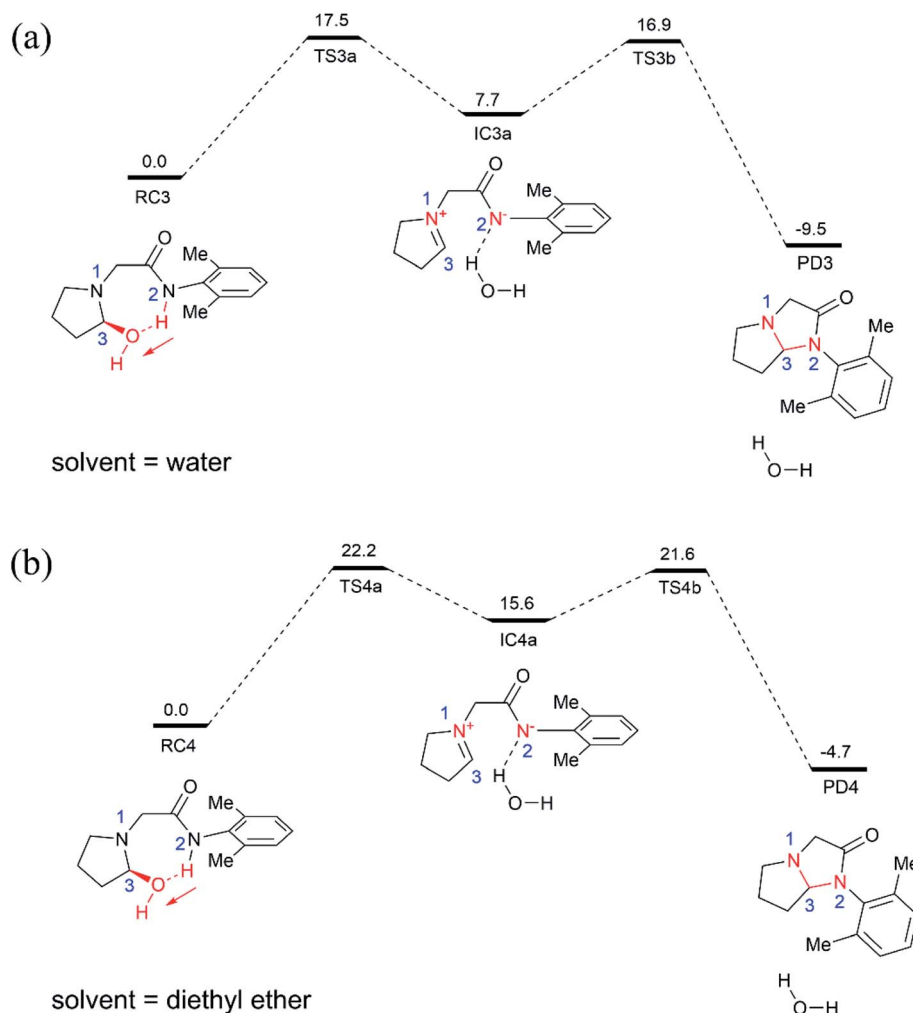 (a)
17.5
TS3a
16.9
TS3b
7.7
IC3a
0.0
RC3
-9.5
PD3
O
Me
1
N+
N-
2
Me
3
H
O-H
O
1
N
Me
N
2
H
Me
3
O
H
1
N
O
N
2
3
Me
Me
H
O-H
solvent = water
(b)
22.2
TS4a
21.6
TS4b
15.6
IC4a
0.0
RC4
-4.7
PD4
O
Me
1
N+
N-
2
Me
3
H
O-H
O
1
N
Me
N
2
H
Me
3
O
H
1
N
O
N
2
3
Me
Me
H
O-H
solvent = diethyl ether